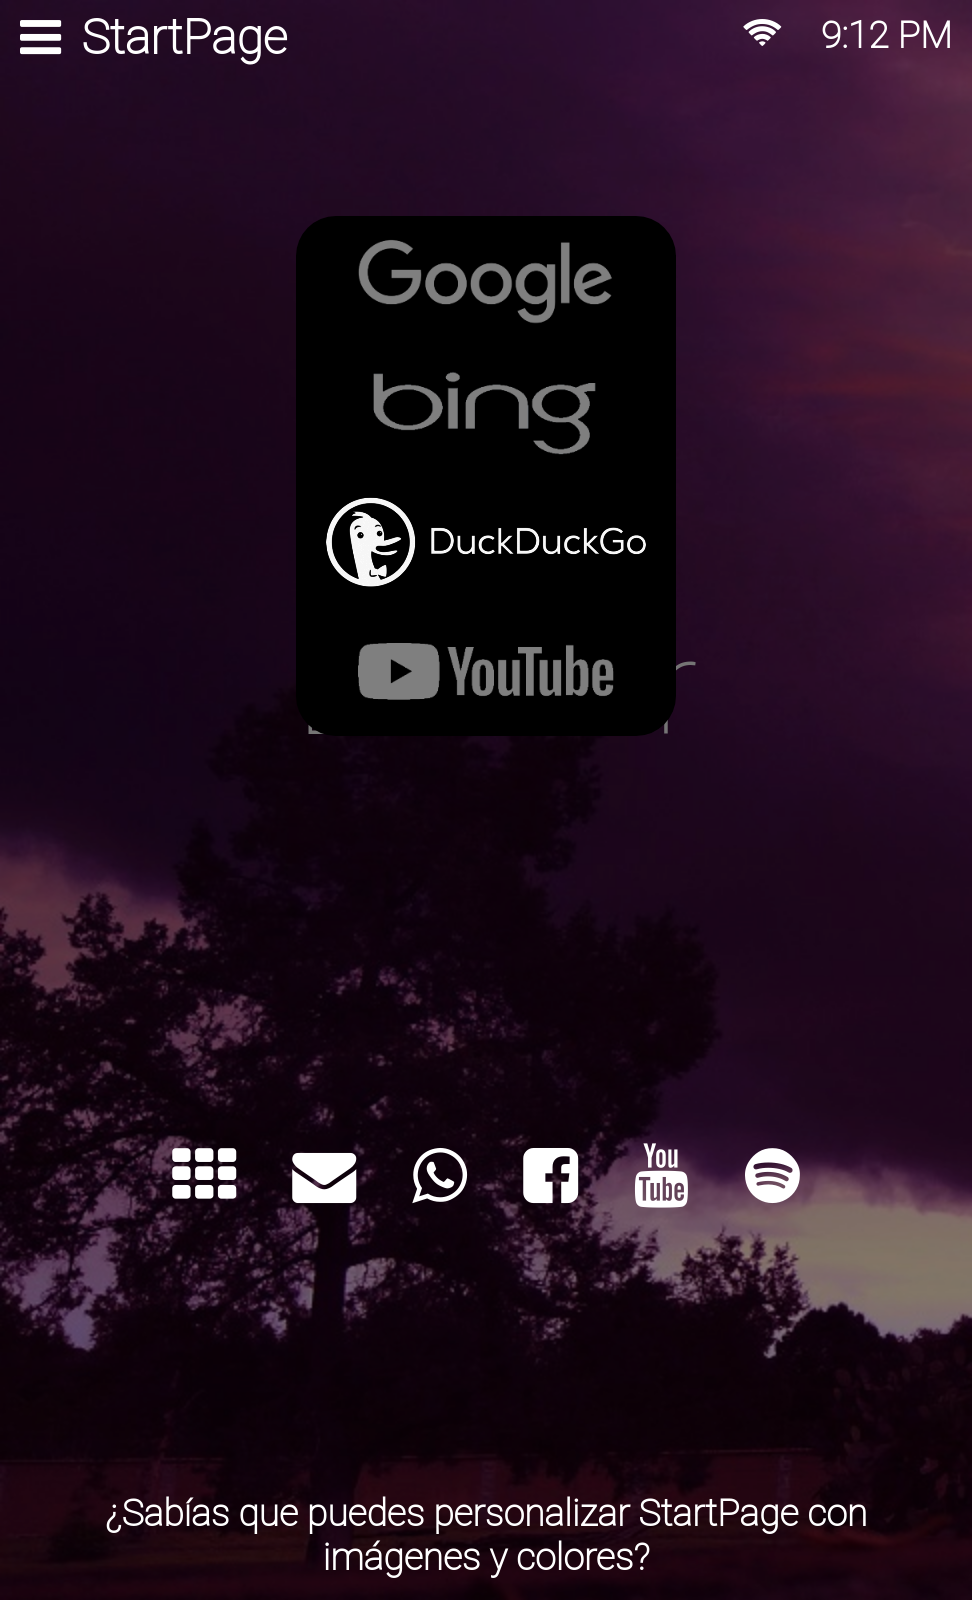 StartPage
9:12 PM
Google
bing
DuckDuckGo
YouTube
You
Tube
¿Sabías que puedes personalizar StartPage con
imágenes y colores?